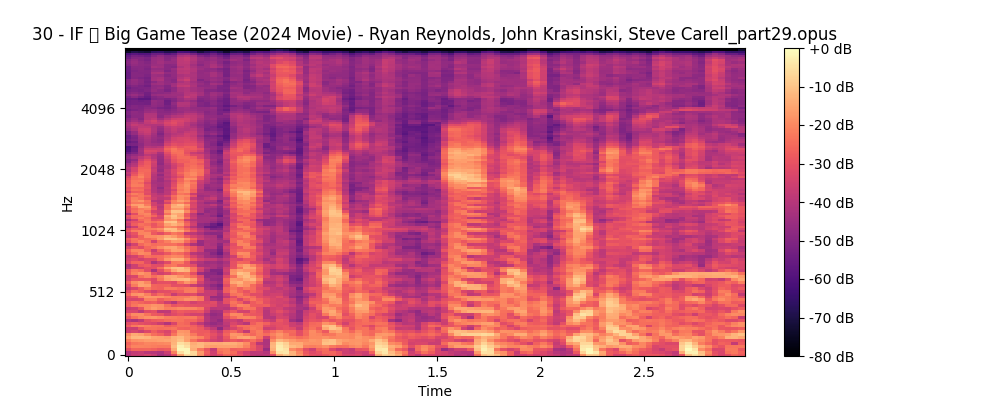 30 - IF Big Game Tease (2024 Movie) - Ryan Reynolds, John Krasinski, Steve Carell_part29.opus
Hz
4096
2048
1024
512
0
0 0.5 1 1.5 2 2.5
Time
+0 dB
-10 dB
-20 dB
-30 dB
-40 dB
-50 dB
-60 dB
-70 dB
-80 dB